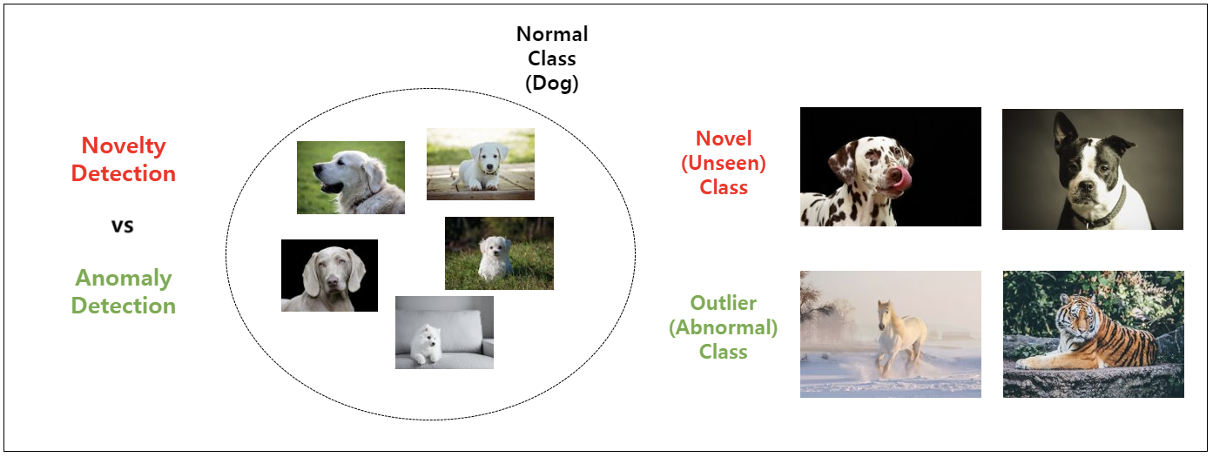 Normal
Class
(Dog)
Novelty
Detection
vs
Anomaly
Detection
Novel
(Unseen)
Class
Outlier
(Abnormal)
Class